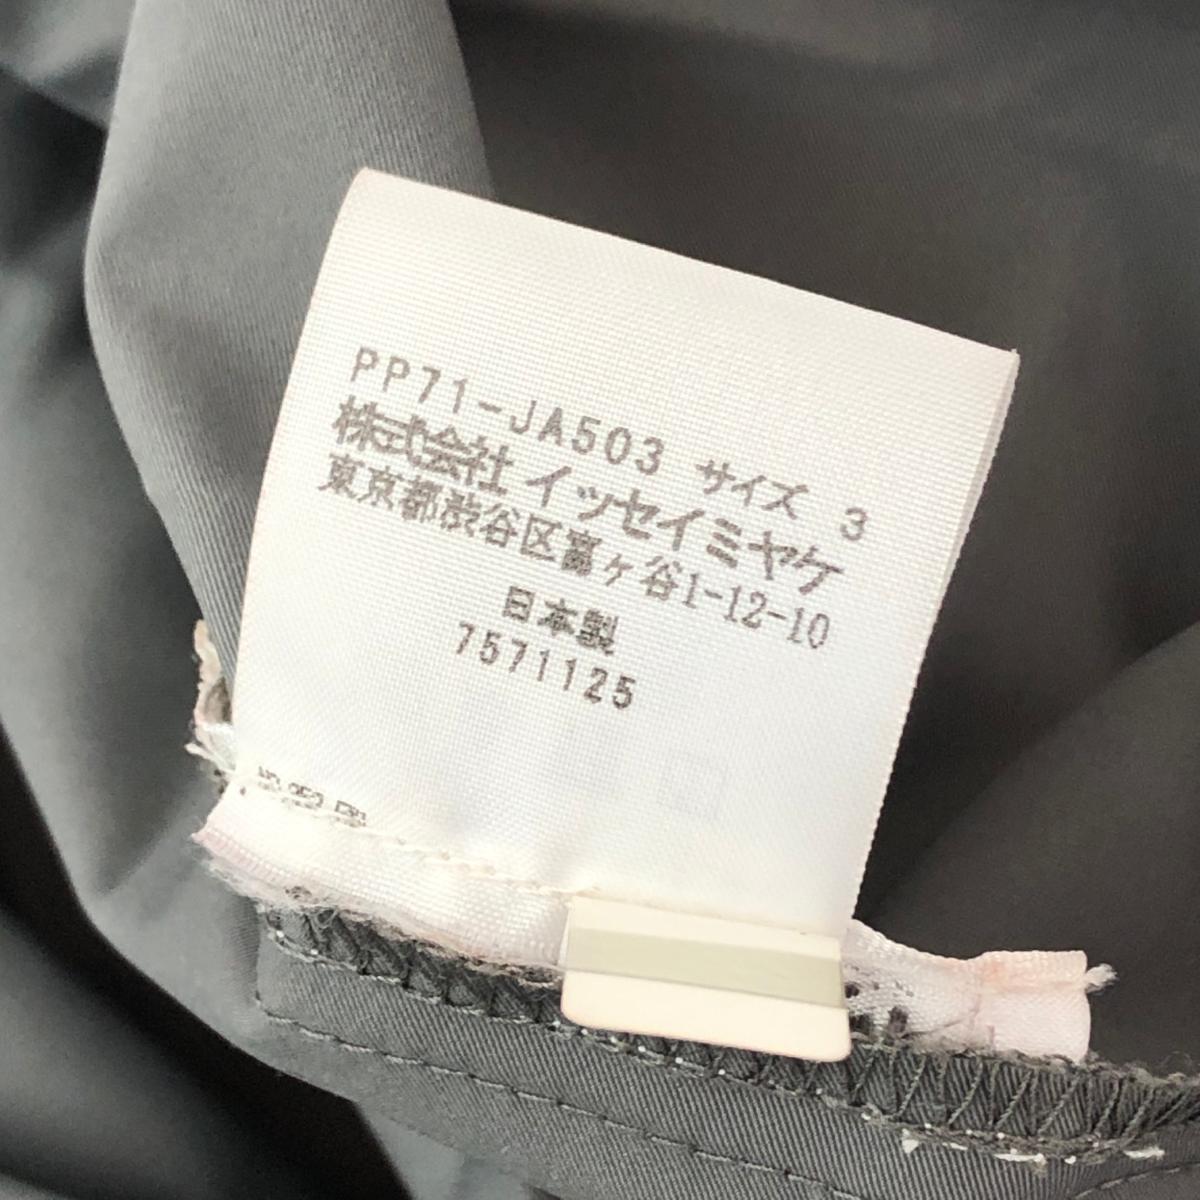 PP71-JA503 サイズ 3
株式会社 イッセイミヤケ
東京都渋谷区富ヶ谷1-12-10
日本製
7571125